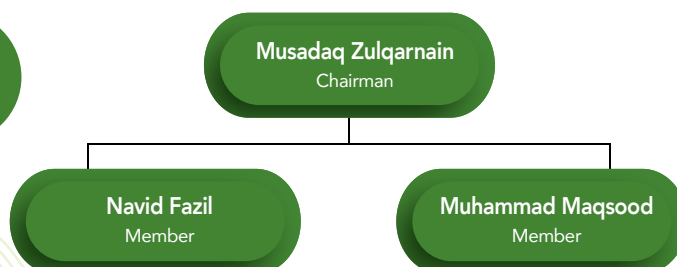 Musadaq Zulqarnain
Chairman
Navid Fazil
Member
Muhammad Maqsood
Member